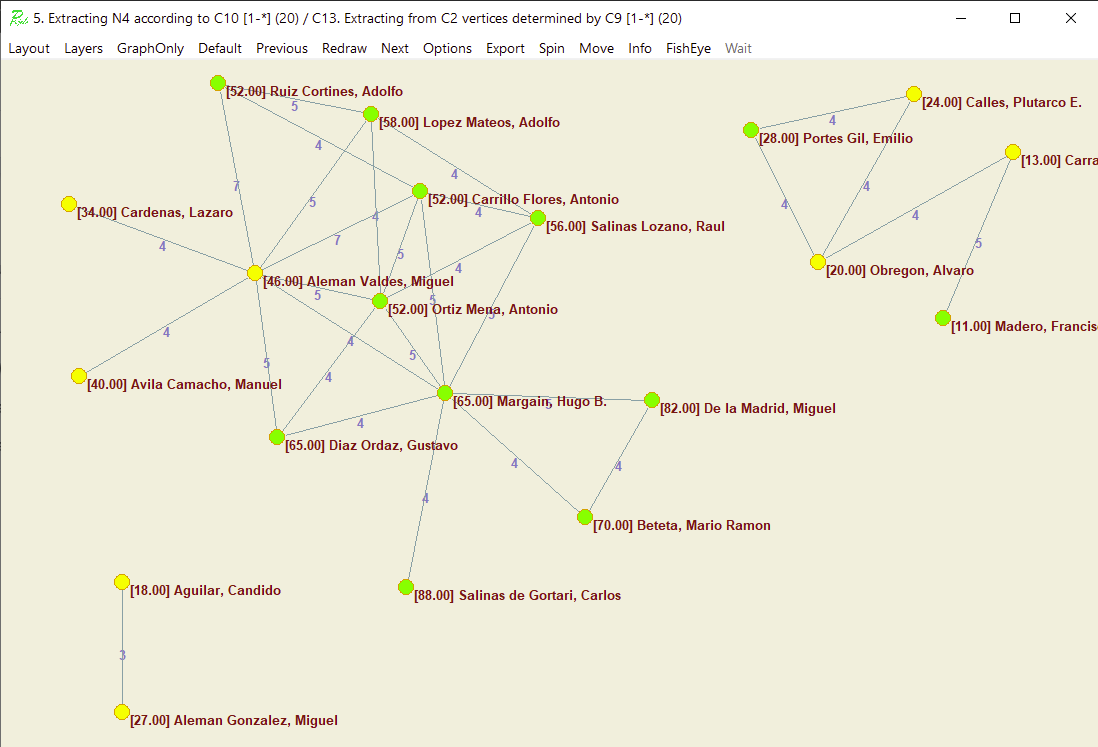 5. Extracting N4 according to C10 [1-*] (20) / C13. Extracting from C2 vertices determined by C9 [1-*] (20)
Layout Layers GraphOnly Default Previous Redraw Next Options Export Spin Move Info FishEye Wait
[52.00] Ruiz Cortines, Adolfo
[24.00] Calles, Plutarco E.
5
[58.00] Lopez Mateos, Adolfo
4
[28.00] Portes Gil, Emilio
4
[13.00] Carra
4
7
4
[52.00] Carrillo Flores, Antonio
5
[34.00] Cardenas, Lazaro
4
4
4
4
4
[56.00] Salinas Lozano, Raul
7
4
5
5
4
[20.00] Obregon, Alvaro
[46.00] Aleman Valdes, Miguel
5
5
[52.00] Ortiz Mena, Antonio
5
[11.00] Madero, Francis
4
4
5
5
4
[40.00] Avila Camacho, Manuel
[65.00] Margain, Hugo B.
5
[82.00] De la Madrid, Miguel
4
[65.00] Diaz Ordaz, Gustavo
4
4
4
[70.00] Beteta, Mario Ramon
[18.00] Aguilar, Candido
[88.00] Salinas de Gortari, Carlos
3
[27.00] Aleman Gonzalez, Miguel